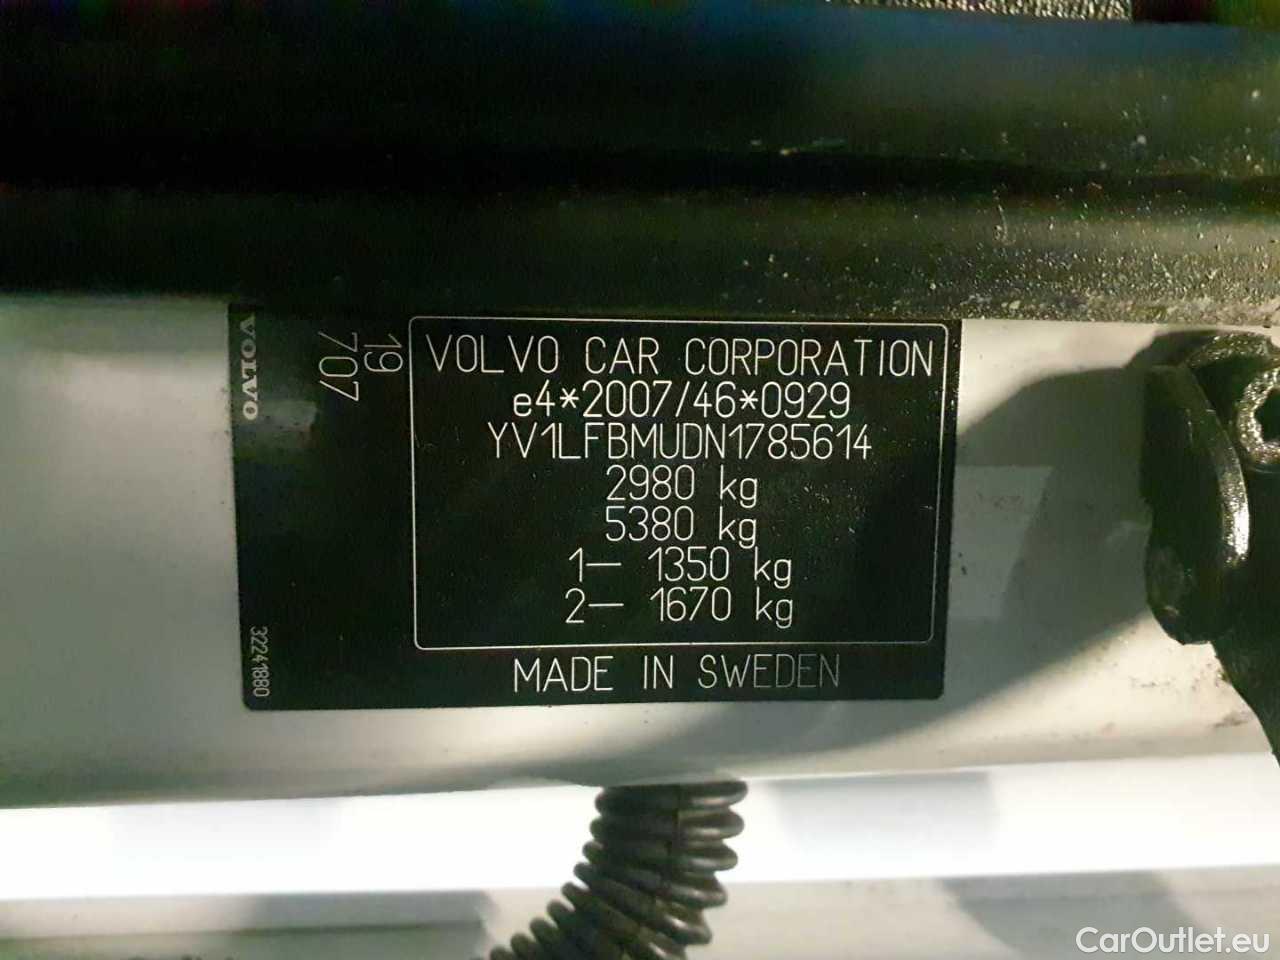 VOLVO
19
707
VOLVO CAR CORPORATION
e4*2007/46*0929
YV1LFBMUDN1785614
2980 kg
5380 kg
1— 1350 kg
2— 1670 kg
MADE IN SWEDEN
32241880
CarOutlet.eu